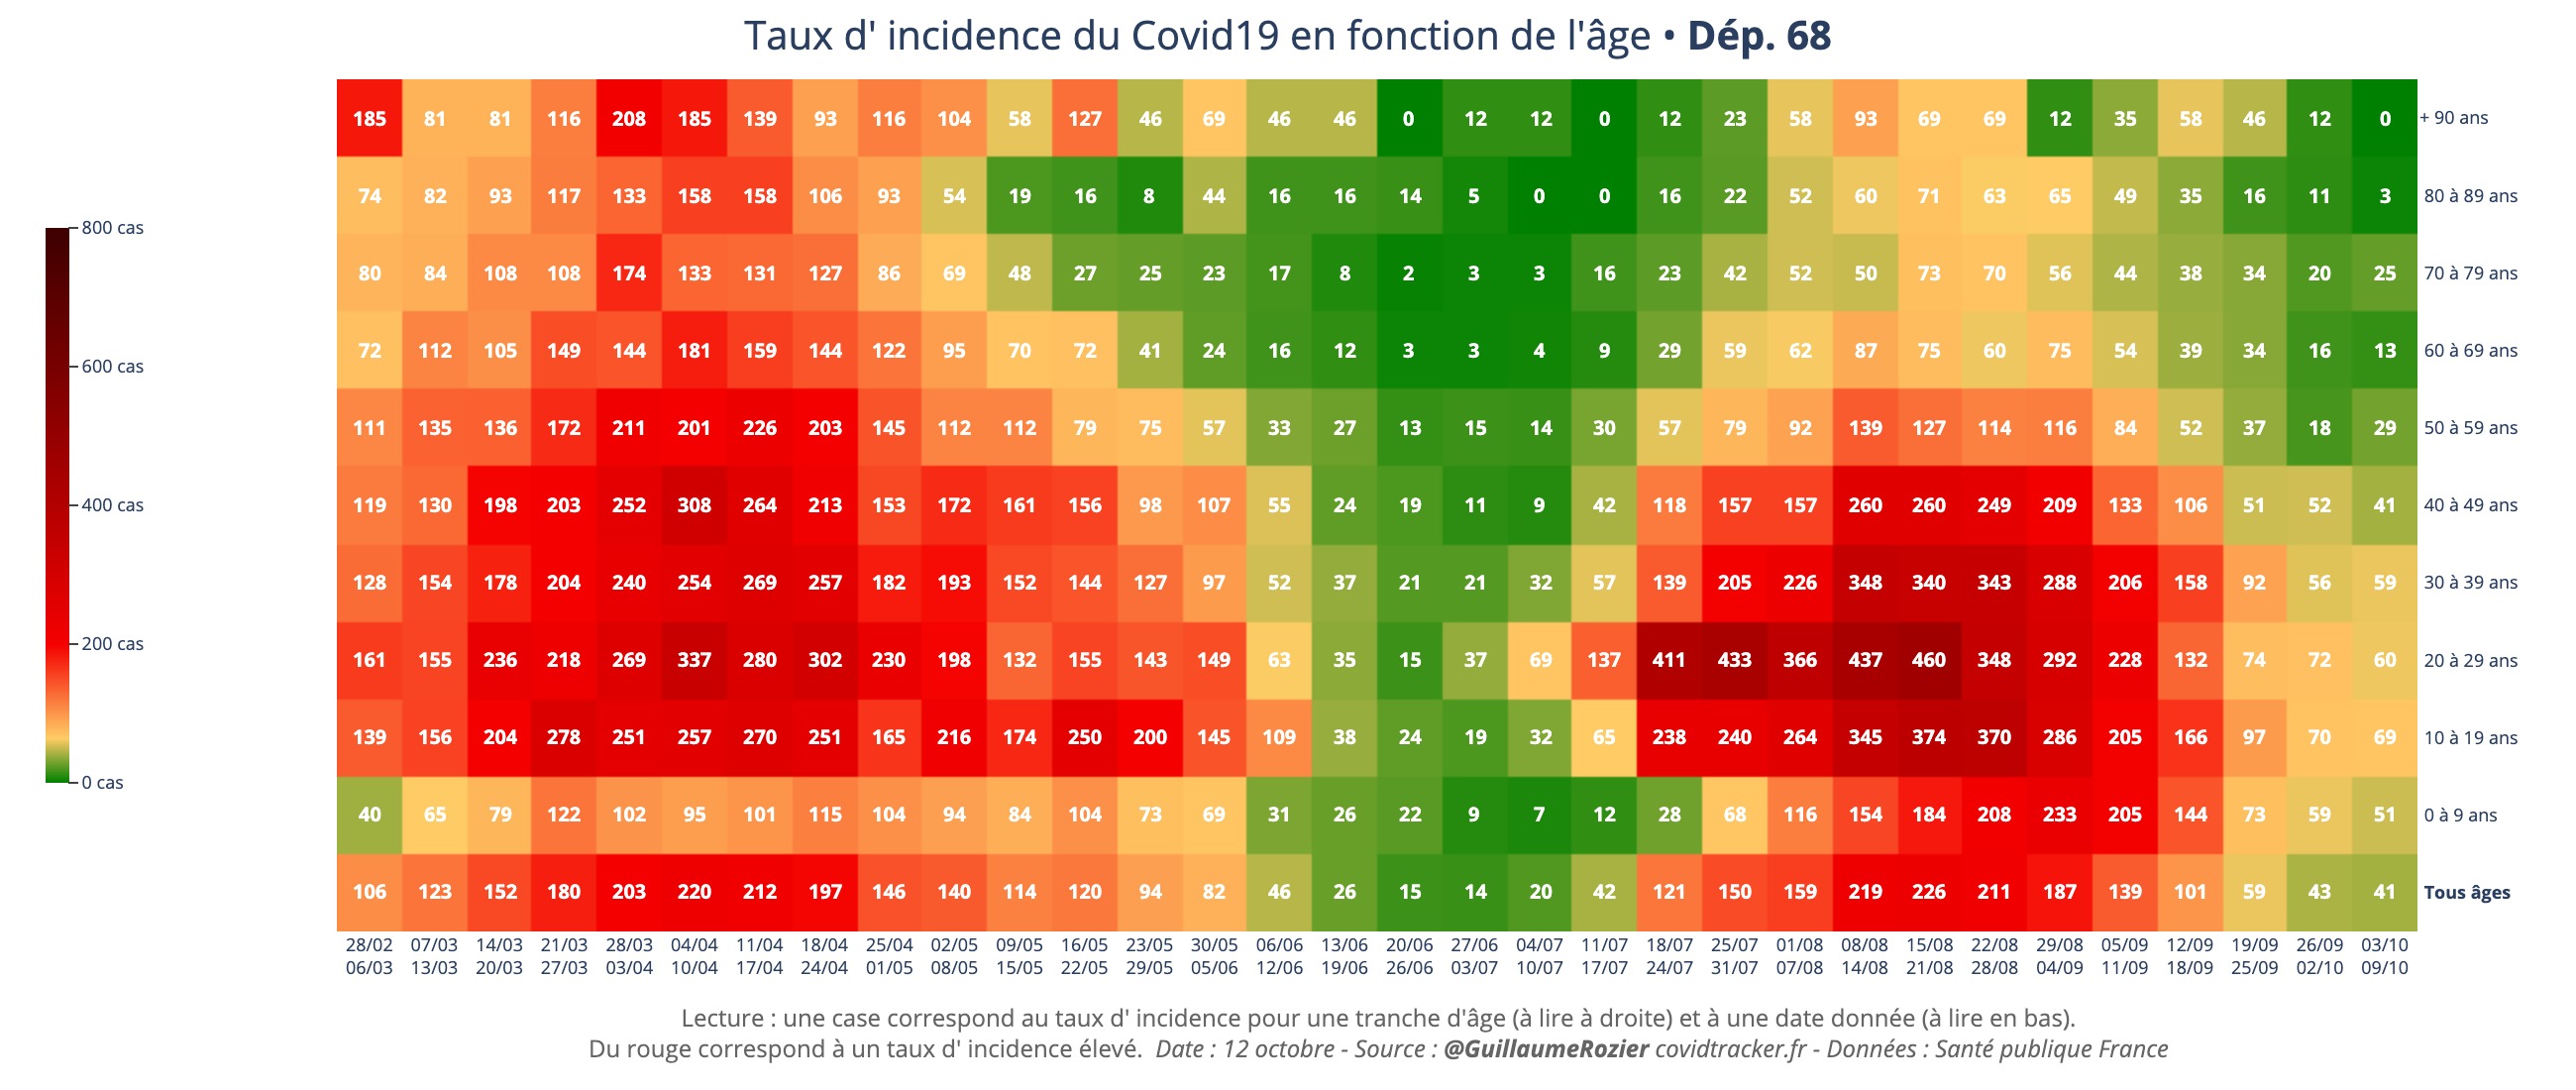 Taux d' incidence du Covid19 en fonction de l'âge • Dép. 68
185 81 81 116 208 185 139 93 116 104 58 127 46 69 46 46 0 12 12 0 12 23 58 93 69 69 12 35 58 46 12 0 + 90 ans
74 82 93 117 133 158 158 106 93 54 19 16 8 44 16 16 14 5 0 0 16 22 52 60 71 63 65 49 35 16 11 3 80 à 89 ans
800 cas
80 84 108 108 174 133 131 127 86 69 48 27 25 23 17 8 2 3 3 16 23 42 52 50 73 70 56 44 38 34 20 25 70 à 79 ans
72 112 105 149 144 181 159 144 122 95 70 72 41 24 16 12 3 3 4 9 29 59 62 87 75 60 75 54 39 34 16 13 60 à 69 ans
600 cas
111 135 136 172 211 201 226 203 145 112 112 79 75 57 33 27 13 15 14 30 57 79 92 139 127 114 116 84 52 37 18 29 50 à 59 ans
400 cas
119 130 198 203 252 308 264 213 153 172 161 156 98 107 55 24 19 11 9 42 118 157 157 260 260 249 209 133 106 51 52 41 40 à 49 ans
128 154 178 204 240 254 269 257 182 193 152 144 127 97 52 37 21 21 32 57 139 205 226 348 340 343 288 206 158 92 56 59 30 à 39 ans
200 cas
161 155 236 218 269 337 280 302 230 198 132 155 143 149 63 35 15 37 69 137 411 433 366 437 460 348 292 228 132 74 72 60 20 à 29 ans
139 156 204 278 251 257 270 251 165 216 174 250 200 145 109 38 24 19 32 65 238 240 264 345 374 370 286 205 166 97 70 69 10 à 19 ans
0 cas
40 65 79 122 102 95 101 115 104 94 84 104 73 69 31 26 22 9 7 12 28 68 116 154 184 208 233 205 144 73 59 51 0 à 9 ans
106 123 152 180 203 220 212 197 146 140 114 120 94 82 46 26 15 14 20 42 121 150 159 219 226 211 187 139 101 59 43 41 Tous âges
28/02 07/03 14/03 21/03 28/03 04/04 11/04 18/04 25/04 02/05 09/05 16/05 23/05 30/05 06/06 13/06 20/06 27/06 04/07 11/07 18/07 25/07 01/08 08/08 15/08 22/08 29/08 05/09 12/09 19/09 26/09 03/10
06/03 13/03 20/03 27/03 03/04 10/04 17/04 24/04 01/05 08/05 15/05 22/05 29/05 05/06 12/06 19/06 26/06 03/07 10/07 17/07 24/07 31/07 07/08 14/08 21/08 28/08 04/09 11/09 18/09 25/09 02/10 09/10
Lecture : une case correspond au taux d' incidence pour une tranche d'âge (à lire à droite) et à une date donnée (à lire en bas).
Du rouge correspond à un taux d' incidence élevé. Date : 12 octobre - Source : @GuillaumeRozier covidtracker.fr - Données : Santé publique France